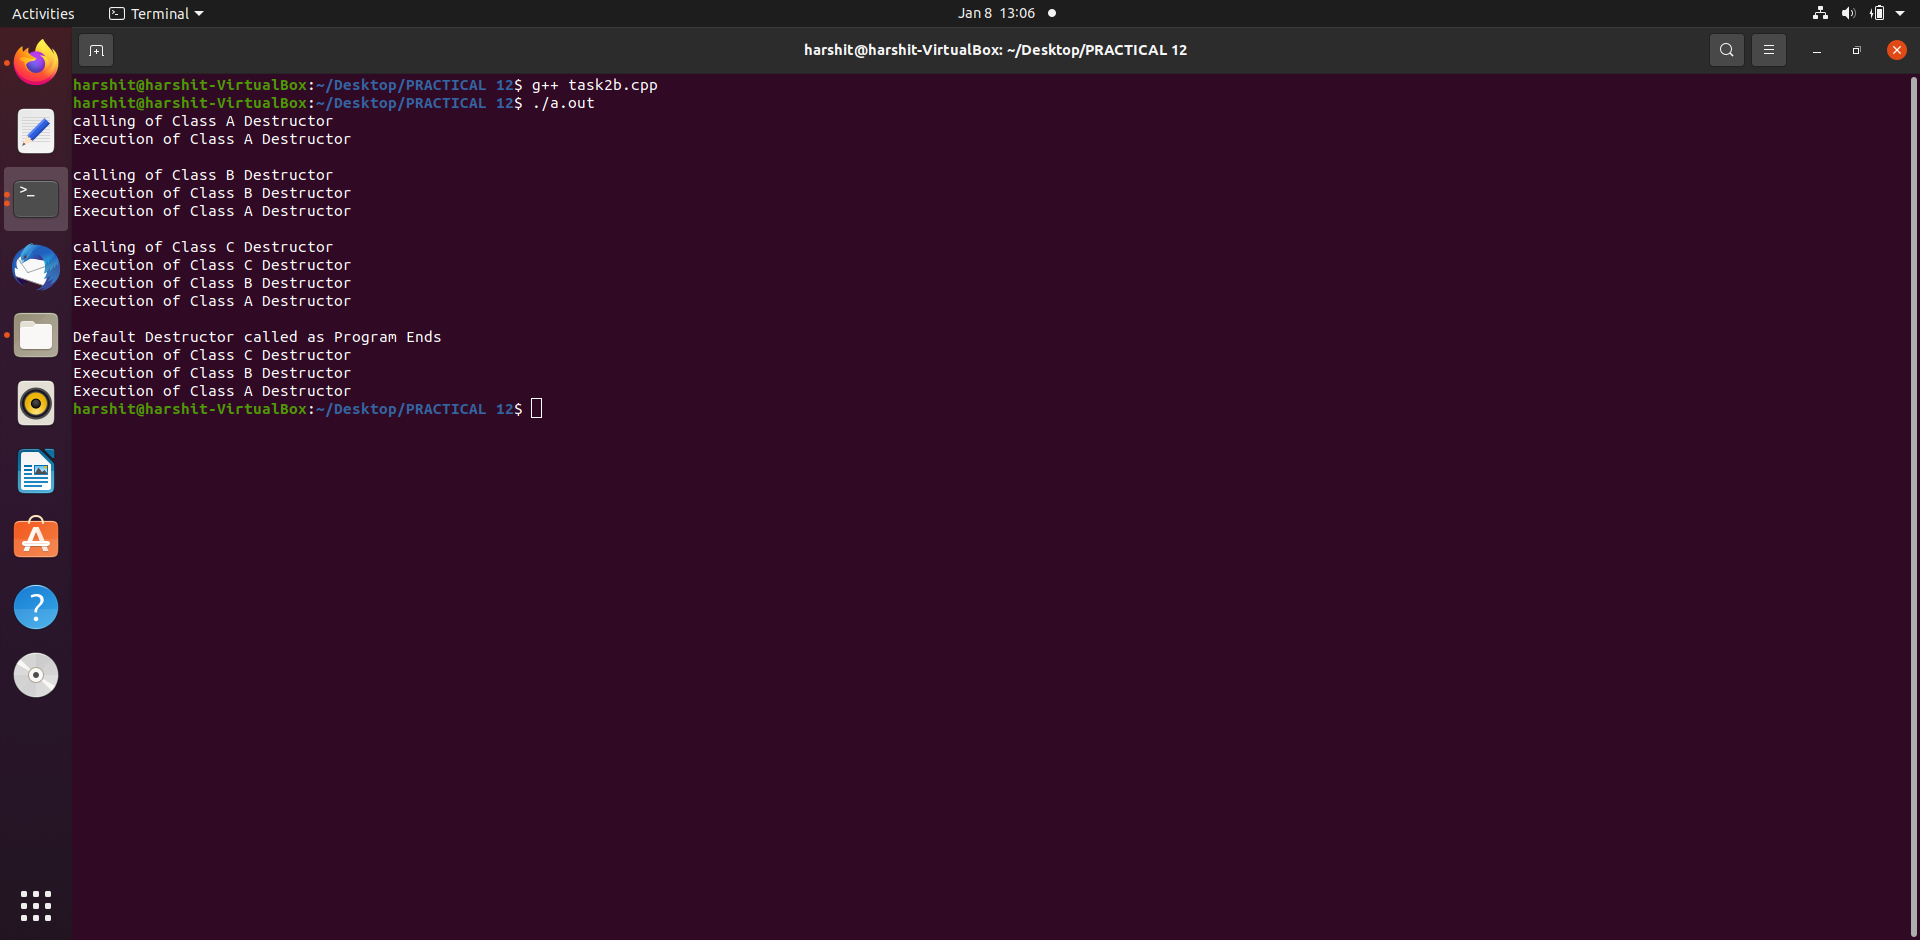 Activities
Terminal
Jan 8 13:06
harshit@harshit-VirtualBox: ~/Desktop/PRACTICAL 12
harshit@harshit-VirtualBox:~/Desktop/PRACTICAL 12$ g++ task2b.cpp
harshit@harshit-VirtualBox:~/Desktop/PRACTICAL 12$ ./a.out
calling of Class A Destructor
Execution of Class A Destructor
calling of Class B Destructor
Execution of Class B Destructor
Execution of Class A Destructor
calling of Class C Destructor
Execution of Class C Destructor
Execution of Class B Destructor
Execution of Class A Destructor
Default Destructor called as Program Ends
Execution of Class C Destructor
Execution of Class B Destructor
Execution of Class A Destructor
harshit@harshit-VirtualBox:~/Desktop/PRACTICAL 12$